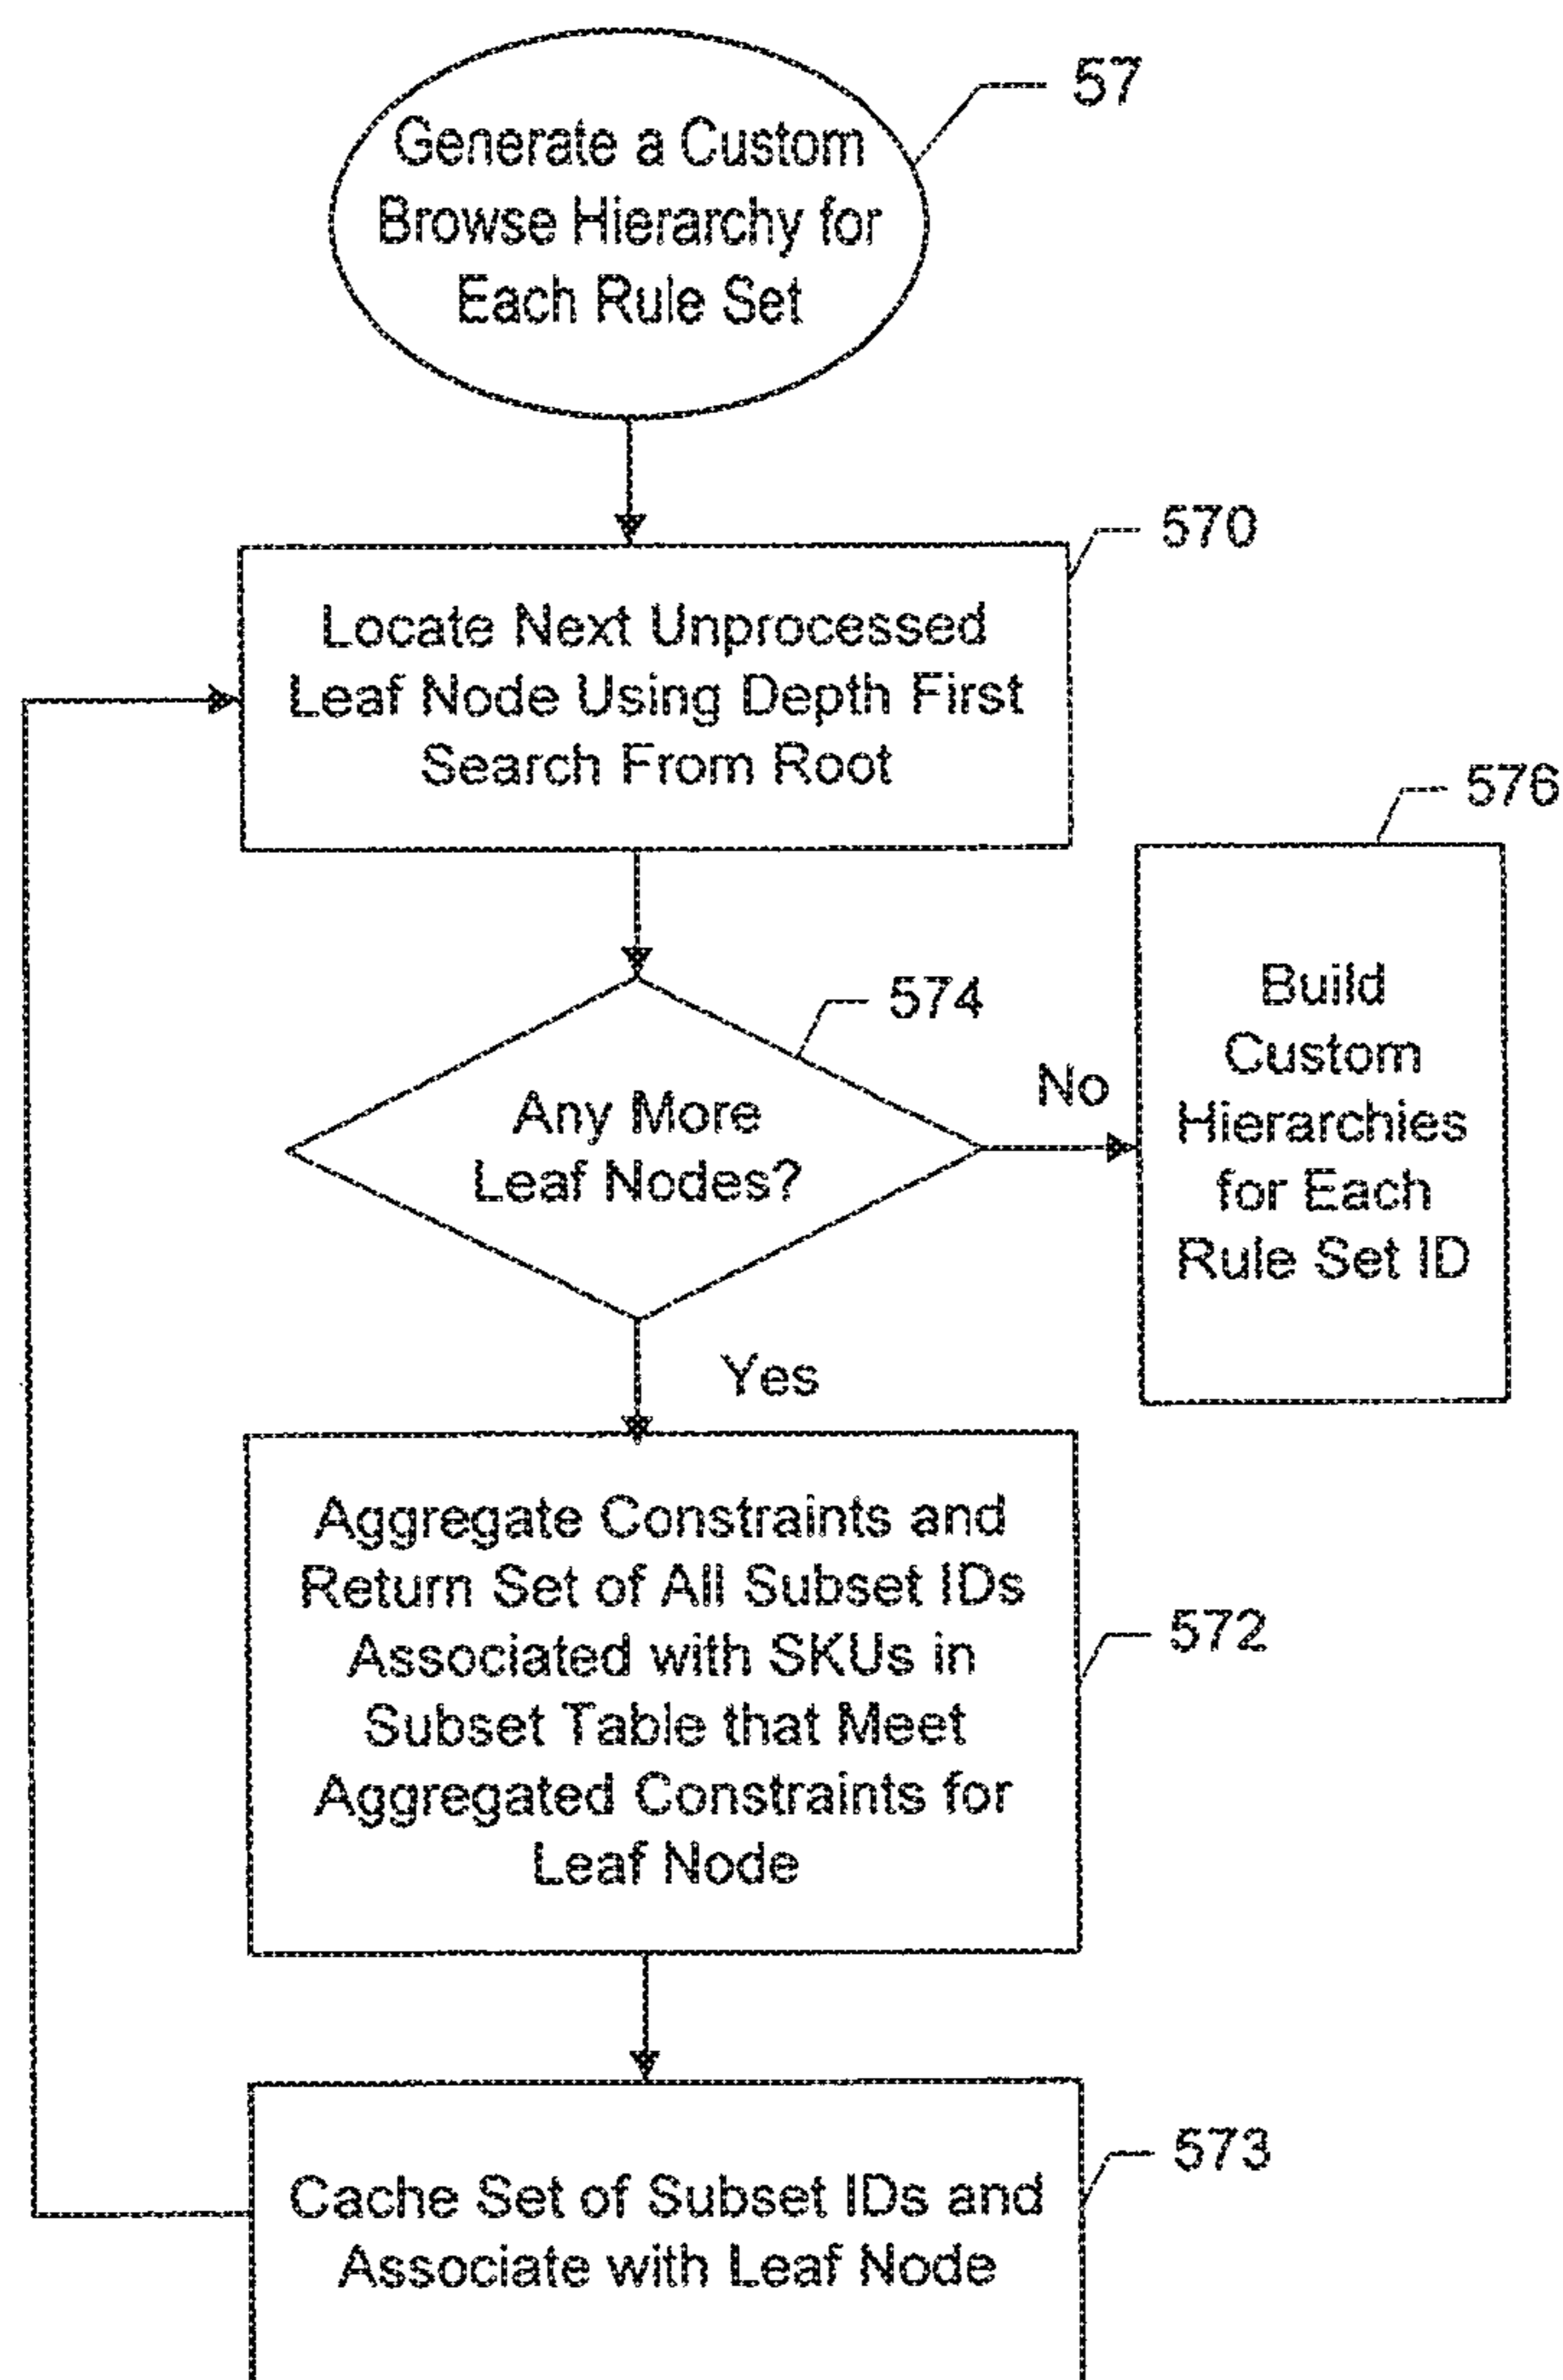 57
Generate a Custom
Browse Hierarchy for
Each Rule Set
570
Locate Next Unprocessed
Leaf Node Using Depth First
Search From Root
576
Build
Custom
Hierarchies
for Each
Rule Set ID
574
Any More
Leaf Nodes?
No
Yes
Aggregate Constraints and
Return Set of All Subset IDs
Associated with SKUs in
Subset Table that Meet
Aggregated Constraints for
Leaf Node
572
Cache Set of Subset IDs and
Associate with Leaf Node
573